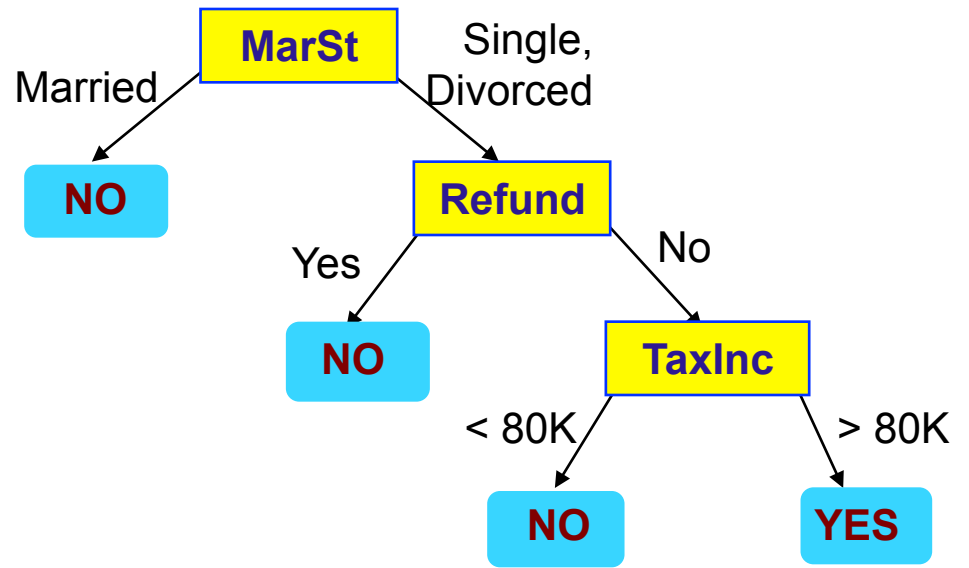 MarSt
Single,
Married
Divorced
NO
Refund
Yes
No
NO
TaxInc
< 80K
> 80K
NO
YES